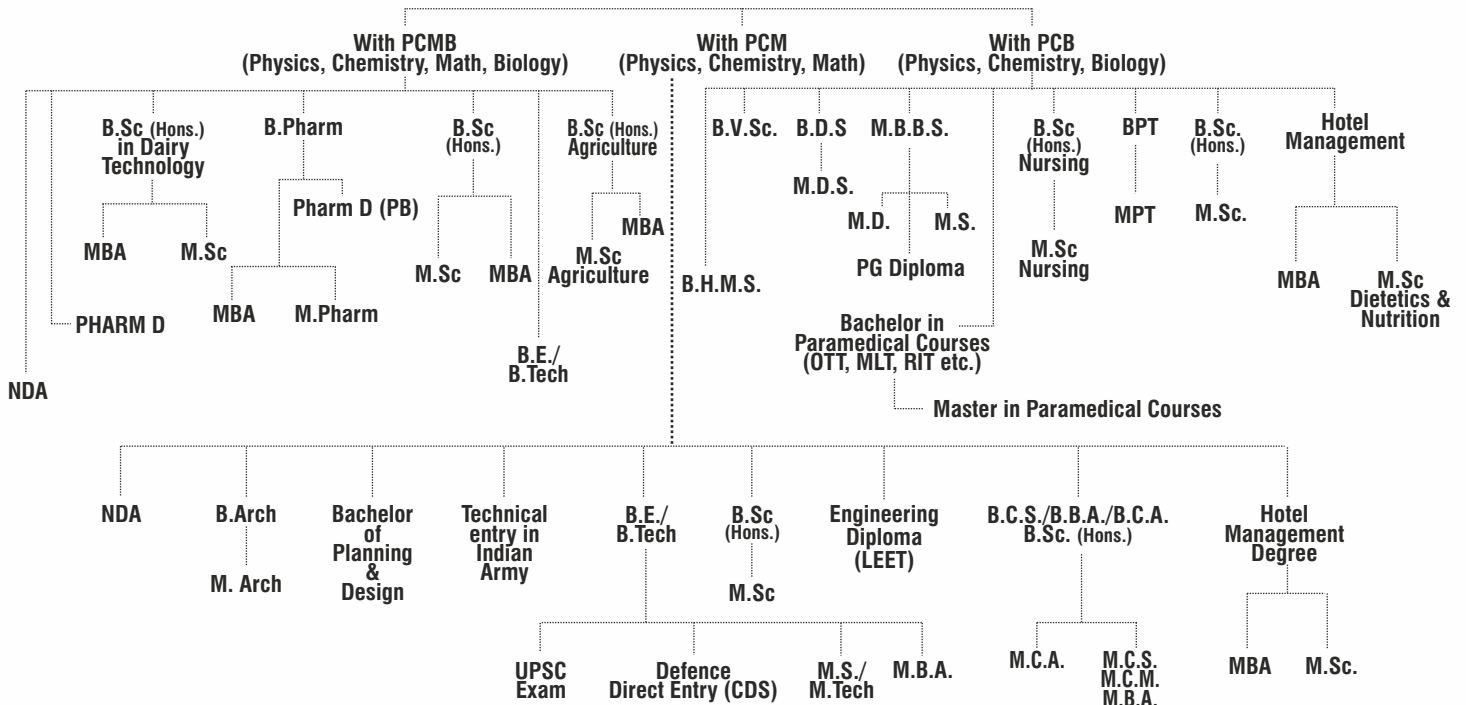 With PCMB
(Physics, Chemistry, Math, Biology)
With PCM
(Physics, Chemistry, Math)
With PCB
(Physics, Chemistry, Biology)
B.Sc (Hons.)
in Dairy
Technology
MBA
M.Sc
B.Pharm
Pharm D (PB)
MBA
M.Pharm
B.Sc
(Hons.)
M.Sc
MBA
B.Sc (Hons.)
Agriculture
MBA
M.Sc
Agriculture
PHARM D
NDA
B.E./
B.Tech
B.V.Sc.
B.D.S
M.D.S.
M.B.B.S.
M.D.
M.S.
PG Diploma
B.H.M.S.
B.Sc
(Hons.)
Nursing
M.Sc
Nursing
BPT
MPT
B.Sc.
(Hons.)
M.Sc.
Hotel
Management
MBA
M.Sc
Dietetics &
Nutrition
Bachelor in
Paramedical Courses
(OTT, MLT, RIT etc.)
Master in Paramedical Courses
NDA
B.Arch
M. Arch
Bachelor
of
Planning
&
Design
Technical
entry in
Indian
Army
B.E./
B.Tech
UPSC
Exam
Defence
Direct Entry (CDS)
M.S./
M.Tech
M.B.A.
B.Sc
(Hons.)
M.Sc
Engineering
Diploma
(LEET)
B.C.S./B.B.A./B.C.A.
B.Sc. (Hons.)
M.C.A.
M.C.S.
M.C.M.
M.B.A.
Hotel
Management
Degree
MBA
M.Sc.